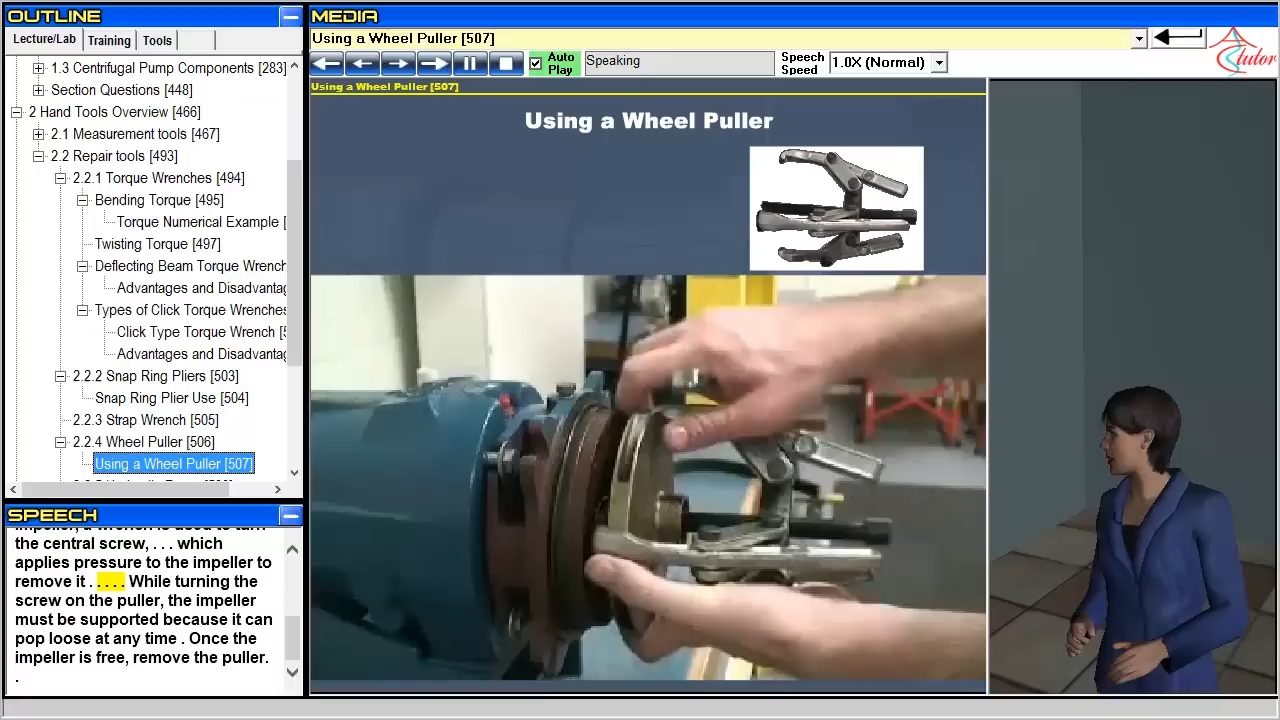 OUTLINE
Lecture/Lab Training Tools
1.3 Centrifugal Pump Components [283]
Section Questions [448]
2 Hand Tools Overview [466]
2.1 Measurement tools [467]
2.2 Repair tools [493]
2.2.1 Torque Wrenches [494]
Bending Torque [495]
Torque Numerical Example [
Twisting Torque [497]
Deflecting Beam Torque Wrench
Advantages and Disadvanta
Types of Click Torque Wrenches
Click Type Torque Wrench [5
Advantages and Disadvantag
2.2.2 Snap Ring Pliers [503]
Snap Ring Plier Use [504]
2.2.3 Strap Wrench [505]
2.2.4 Wheel Puller [506]
Using a Wheel Puller [507]
SPEECH
the central screw, . . . which
applies pressure to the impeller to
remove it . . . . . While turning the
screw on the puller, the impeller
must be supported because it can
pop loose at any time . Once the
impeller is free, remove the puller.
.
MEDIA
Using a Wheel Puller [507]
Auto
Play
Speaking
Speech
Speed
1.0X (Normal)
tutor
Using a Wheel Puller [507]
Using a Wheel Puller